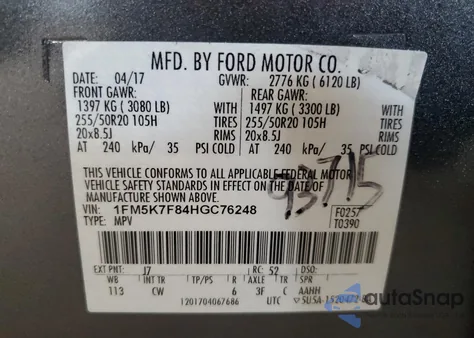 MFD. BY FORD MOTOR CO.
DATE: 04/17 GVWR: 2776 KG ( 6120 LB)
FRONT GAWR: REAR GAWR:
1397 KG ( 3080 LB) 1497 KG ( 3300 LB)
255/50R20 105H TIRES 255/50R20 105H TIRES
20x8.5J RIMS 20x8.5J RIMS
AT 240 kPa/ 35 PSI COLD AT 240 kPa/ 35 PSI COLD
THIS VEHICLE CONFORMS TO ALL APPLICABLE FEDERAL MOTOR
VEHICLE SAFETY STANDARDS IN EFFECT ON THE DATE OF
MANUFACTURE SHOWN ABOVE.
93715
VIN: 1FM5K7F84HGC76248 F0257
TYPE: MPV T0390
EXT PNT: J7 RC: 52 DSO:
WB INT TR TP/PS R AXLE TR SPR
113 CW 6 3F C AAHH
1201704067686 UTC
autoSnap